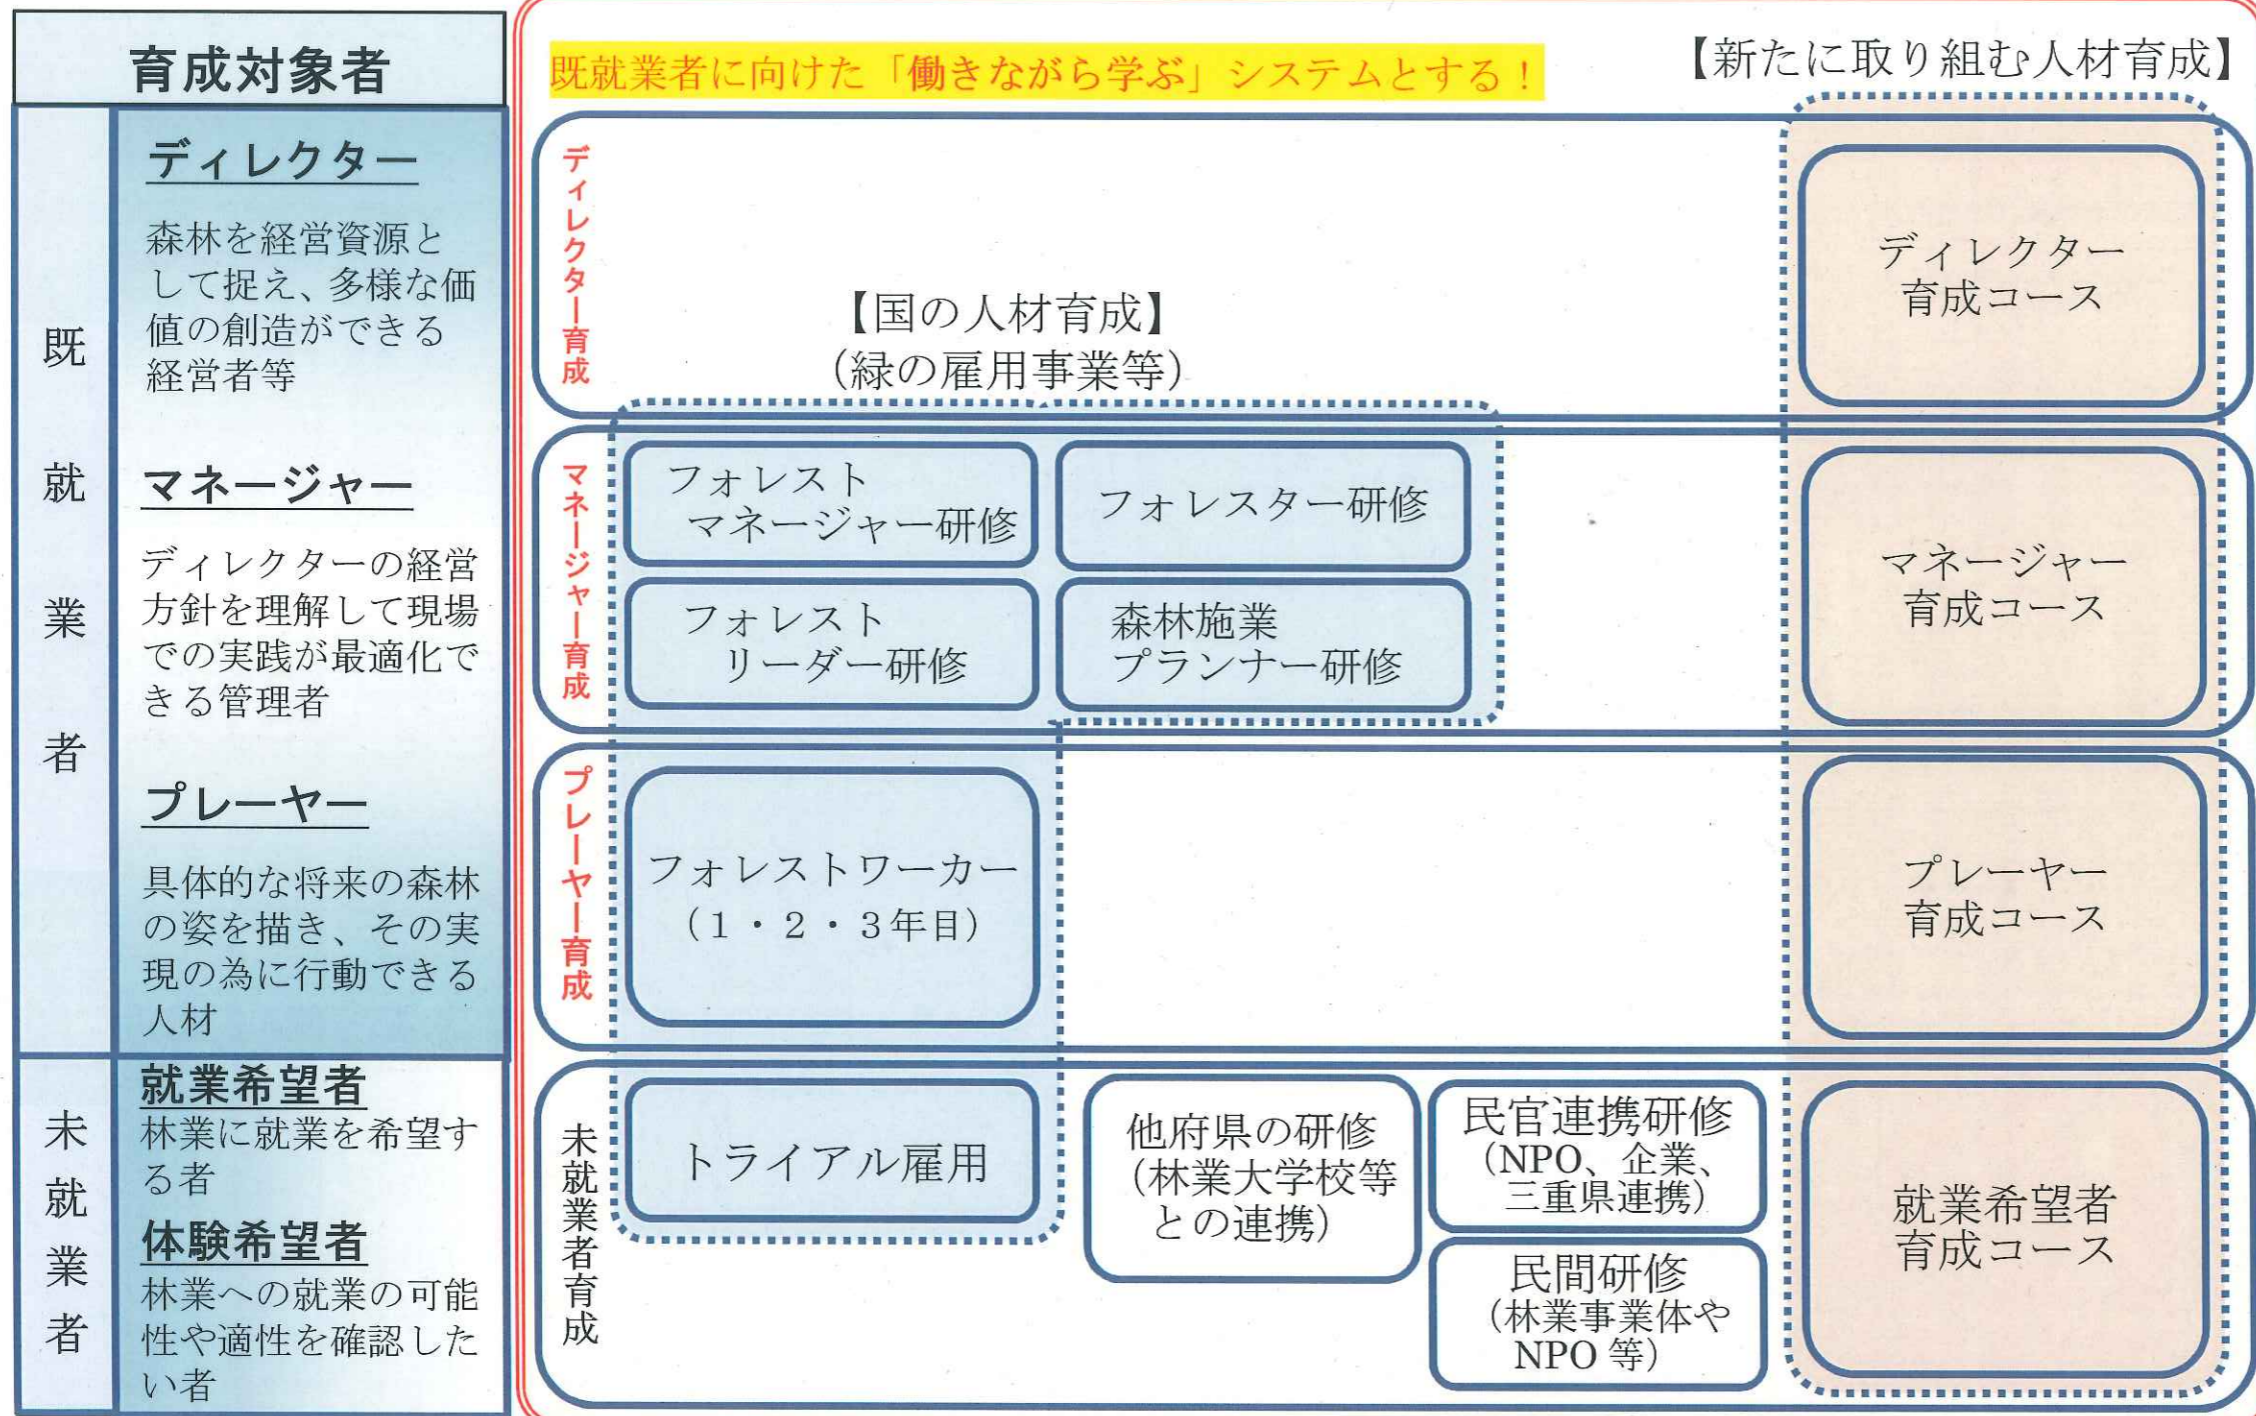 育成対象者
既就業者
ディレクター
森林を経営資源と
して捉え、多様な価
値の創造ができる
経営者等
マネージャー
ディレクターの経営
方針を理解して現場
での実践が最適化で
きる管理者
プレーヤー
具体的な将来の森林
の姿を描き、その実
現の為に行動できる
人材
未就業者
就業希望者
林業に就業を希望す
る者
体験希望者
林業への就業の可能
性や適性を確認した
い者
既就業者に向けた「働きながら学ぶ」システムとする！
【新たに取り組む人材育成】
ディレクター育成
【国の人材育成】
（緑の雇用事業等）
ディレクター
育成コース
マネージャー育成
フォレスト
マネージャー研修
フォレスター研修
フォレスト
リーダー研修
森林施業
プランナー研修
マネージャー
育成コース
プレーヤー育成
フォレストワーカー
（１・２・３年目）
プレーヤー
育成コース
未就業者育成
トライアル雇用
他府県の研修
（林業大学校等
との連携）
民官連携研修
（NPO、企業、
三重県連携）
民間研修
（林業事業体や
NPO 等）
就業希望者
育成コース